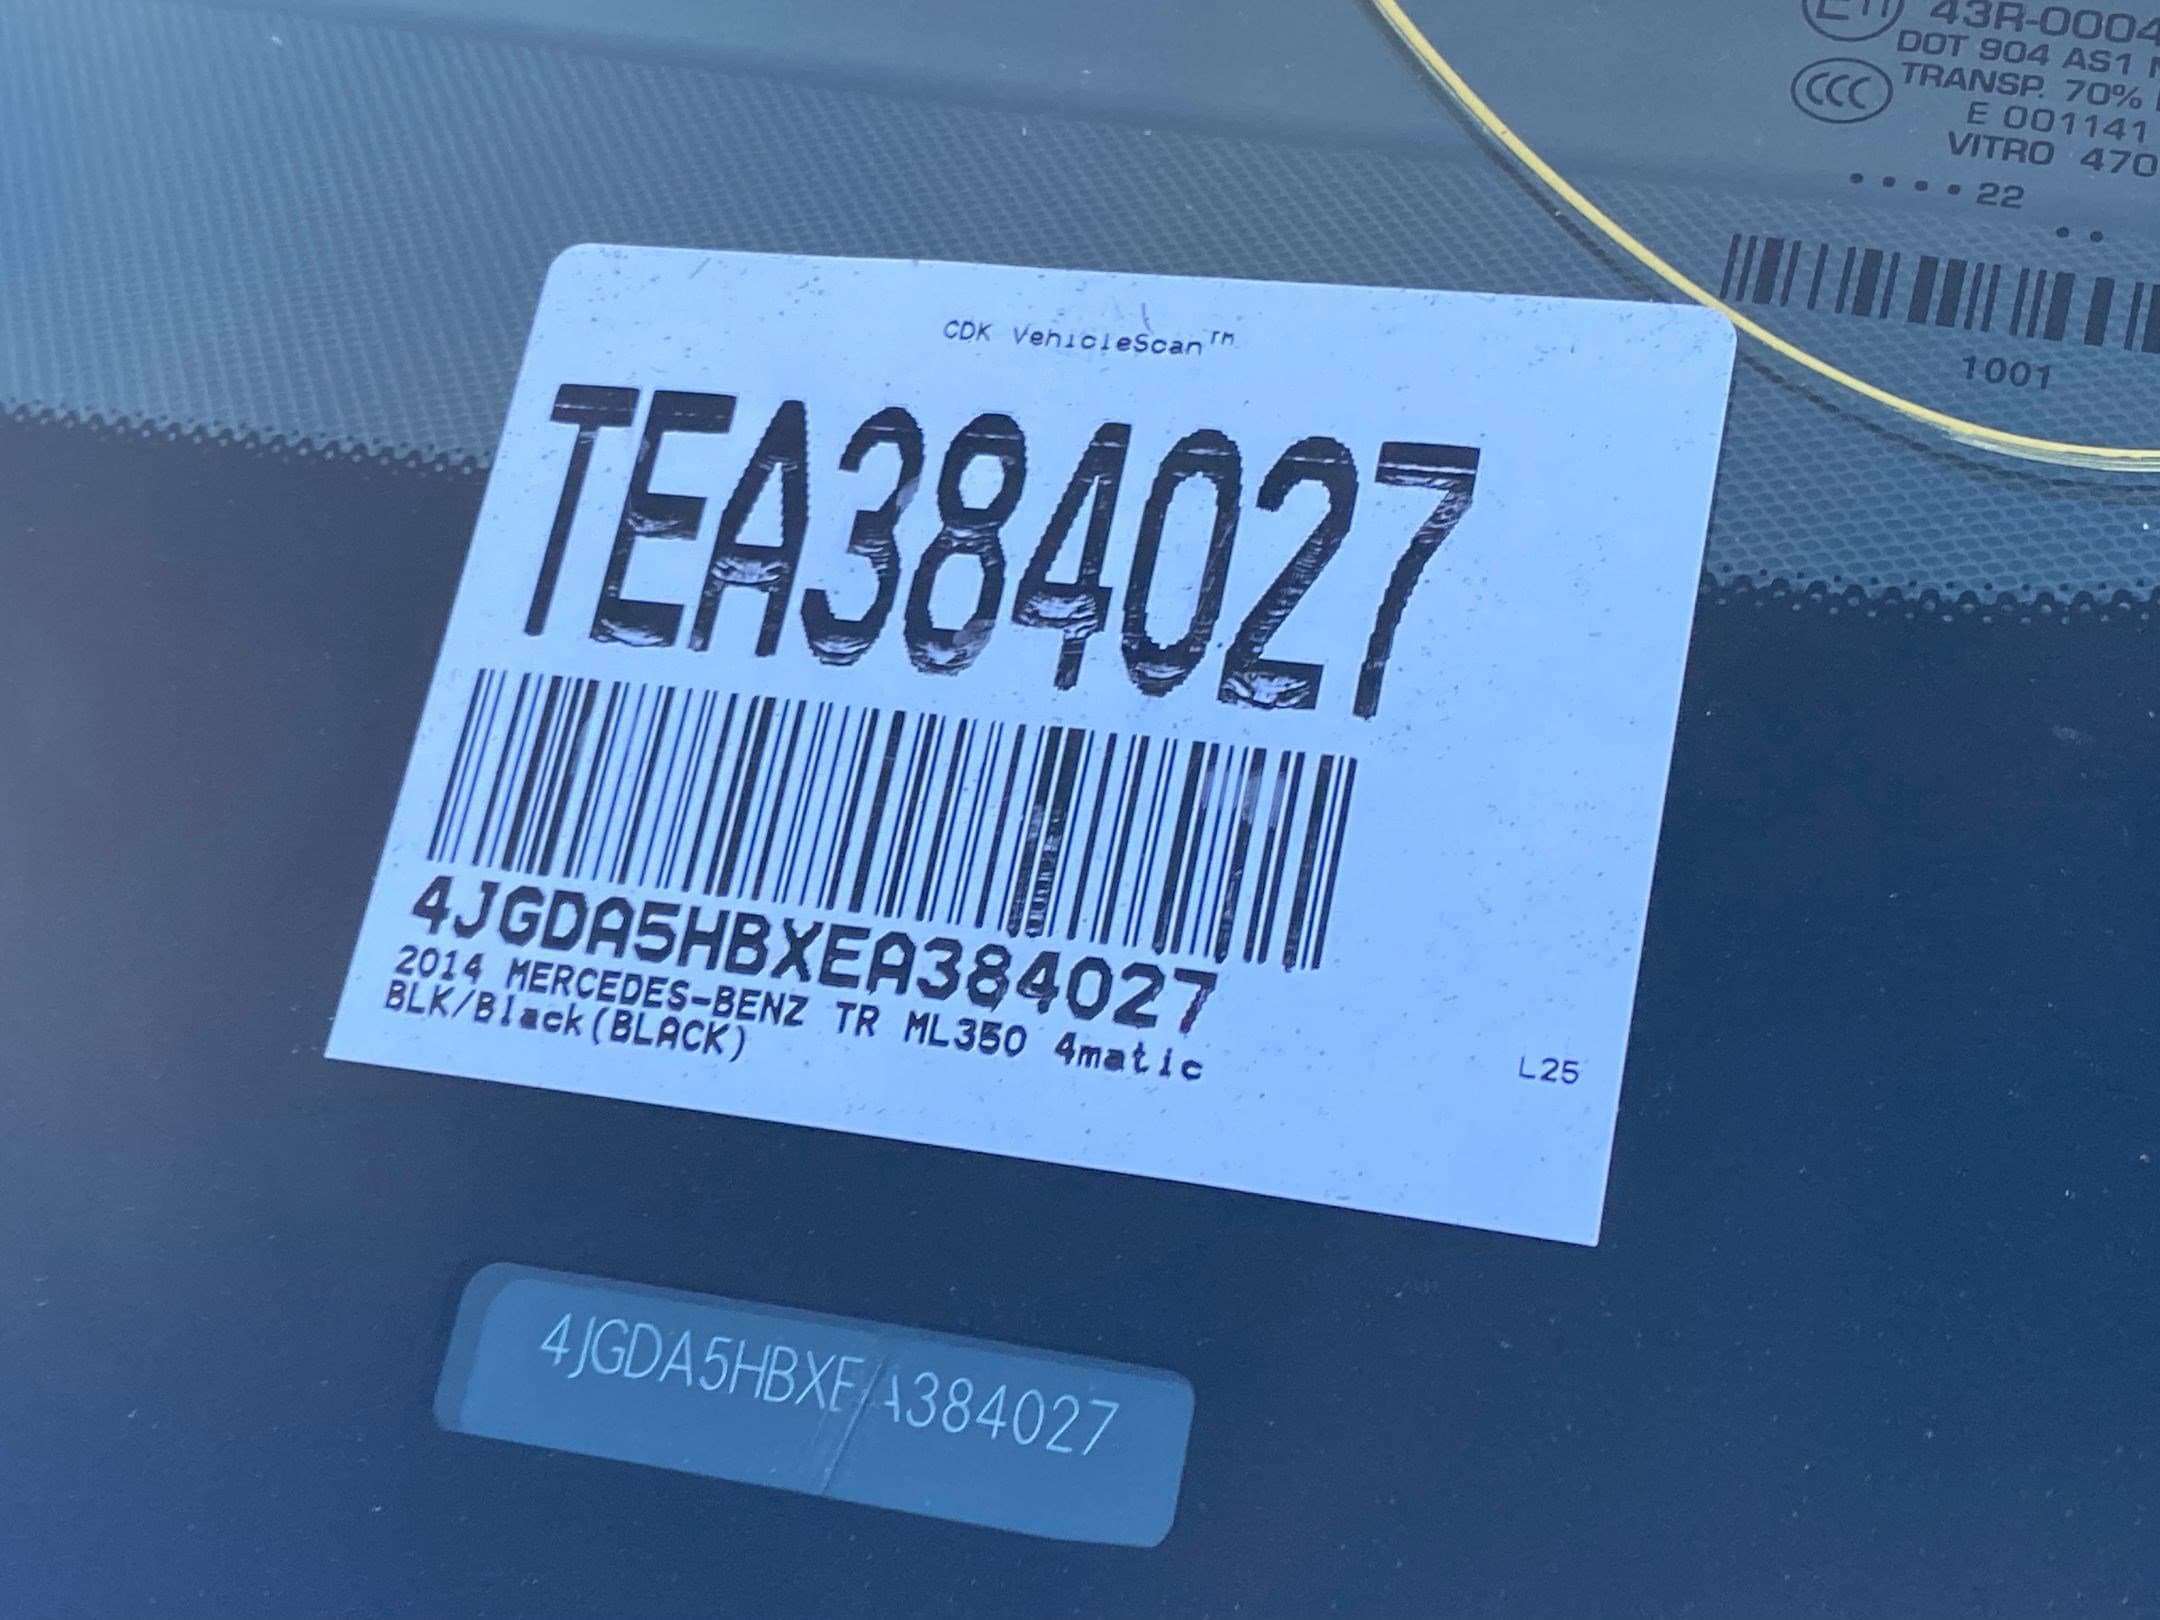 43R-0004
DOT 904 AS1
CCC
TRANSP. 70%
E 001141
VITRO 470
....22
..
1001
CDK VehicleScan™
TEA384027
4JGDA5HBXEA384027
2014 MERCEDES-BENZ TR ML350 4matic
BLK/Black(BLACK)
L25
4JGDA5HBXEA384027